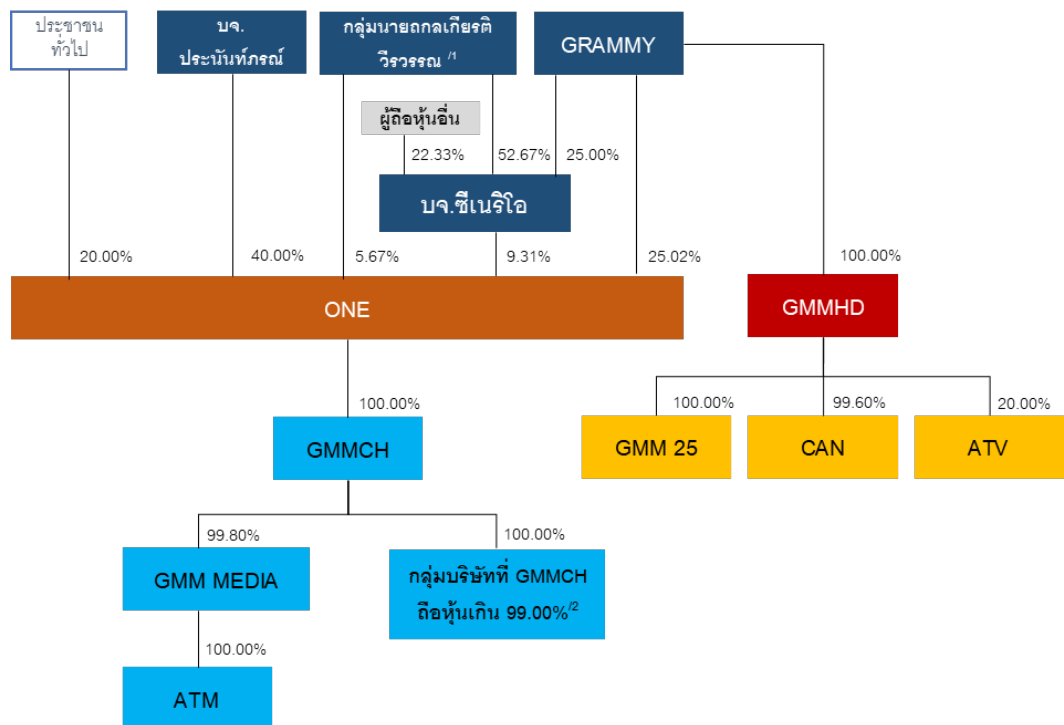 ประชาชน
ทั่วไป
บจ.
ประนันท์ภรณ์
กลุ่มนายถกลเกียรติ
วีรวรรณ /1
GRAMMY
ผู้ถือหุ้นอื่น
22.33%
52.67%
25.00%
บจ.ซีเนริโอ
20.00%
40.00%
5.67%
9.31%
25.02%
100.00%
ONE
GMMHD
100.00%
100.00%
99.60%
20.00%
GMMCH
GMM 25
CAN
ATV
99.80%
100.00%
GMM MEDIA
กลุ่มบริษัทที่ GMMCH
ถือหุ้นเกิน 99.00%/2
100.00%
ATM